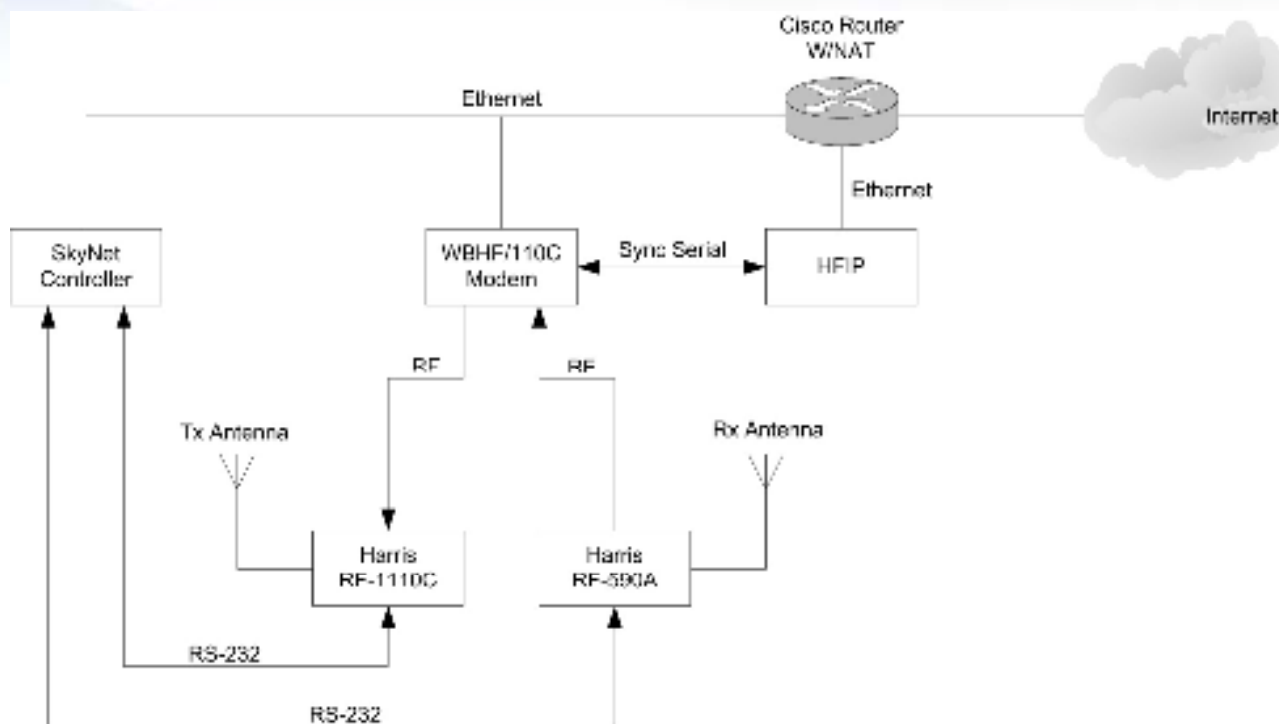 Cisco Router
W/NAT
Ethernet
Internet
Ethernet
SkyNet
Controller
WBHF/110C
Modem
Sync Serial
HFIP
RF
RF
Tx Antenna
Rx Antenna
Harris
RF-1110C
Harris
RF-590A
RS-232
RS-232